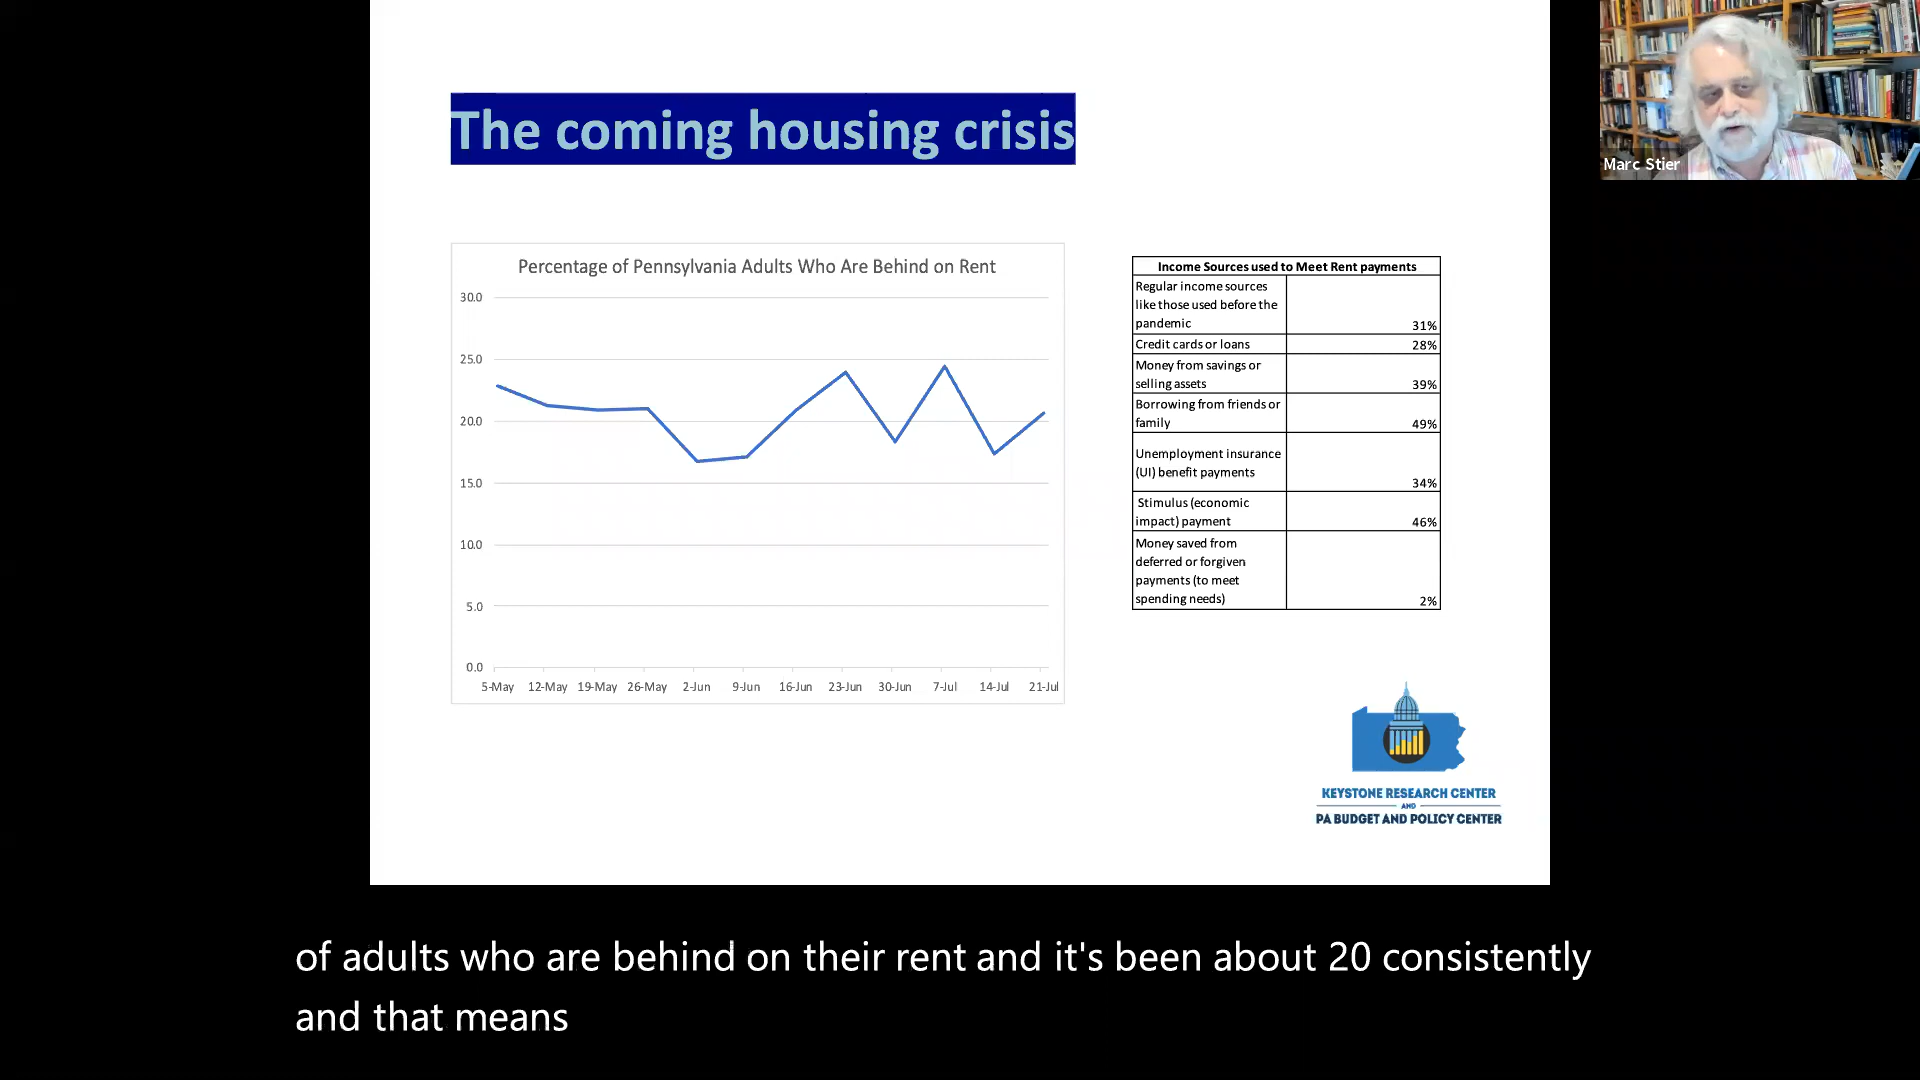 The coming housing crisis
Marc Stier
Percentage of Pennsylvania Adults Who Are Behind on Rent
30.0
25.0
20.0
15.0
10.0
5.0
0.0
5-May 12-May 19-May 26-May 2-Jun 9-Jun 16-Jun 23-Jun 30-Jun 7-Jul 14-Jul 21-Jul
Income Sources used to Meet Rent payments
Regular income sources
like those used before the
pandemic 31%
Credit cards or loans 28%
Money from savings or
selling assets 39%
Borrowing from friends or
family 49%
Unemployment insurance
(UI) benefit payments
34%
Stimulus (economic
impact) payment 46%
Money saved from
deferred or forgiven
payments (to meet
spending needs) 2%
KEYSTONE RESEARCH CENTER
AND
PA BUDGET AND POLICY CENTER
of adults who are behind on their rent and it's been about 20 consistently
and that means